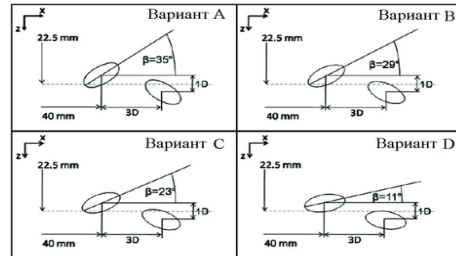 x
z
Вариант A
22.5 mm
β=35°
1D
40 mm
3D
x
z
Вариант B
22.5 mm
β=29°
1D
40 mm
3D
x
z
Вариант C
22.5 mm
β=23°
1D
40 mm
3D
x
z
Вариант D
22.5 mm
β=11°
1D
40 mm
3D